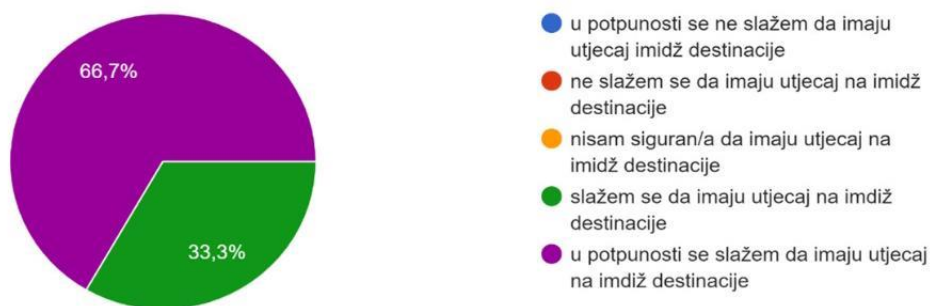 66,7%
33,3%
u potpunosti se ne slažem da imaju
utjecaj imidž destinacije
ne slažem se da imaju utjecaj na imidž
destinacije
nisam siguran/a da imaju utjecaj na
imidž destinacije
slažem se da imaju utjecaj na imdiž
destinacije
u potpunosti se slažem da imaju utjecaj
na imdiž destinacije